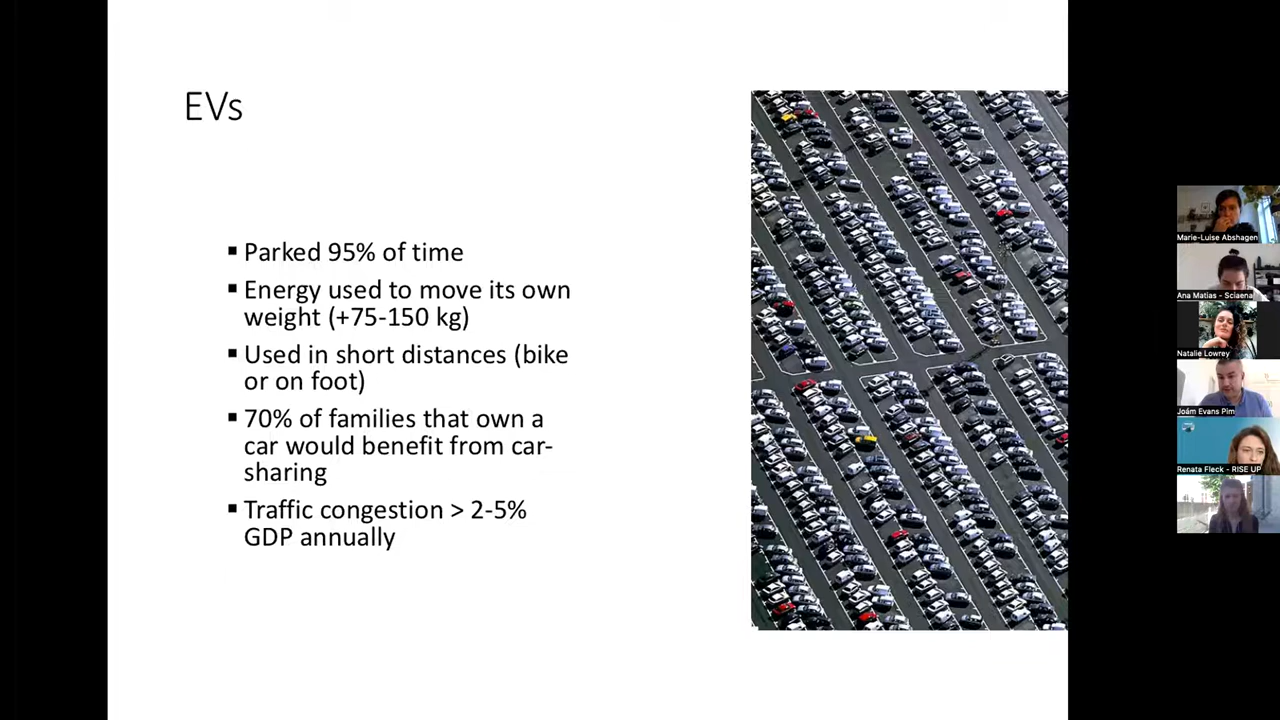 EVs
▪ Parked 95% of time
▪ Energy used to move its own
weight (+75-150 kg)
▪ Used in short distances (bike
or on foot)
▪ 70% of families that own a
car would benefit from car-
sharing
▪ Traffic congestion > 2-5%
GDP annually
Marie-Luise Abshagen
Ana Matias - Sciaena
Natalie Lowrey
Joám Evans Pim
Renata Fleck - RISE UP